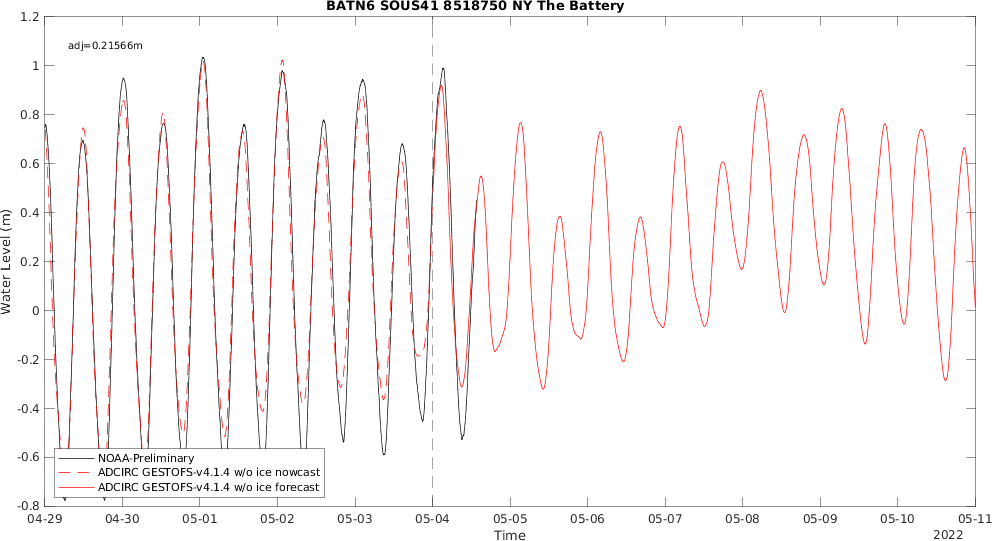 BATN6 SOUS41 8518750 NY The Battery
1.2
adj=0.21566m
1
0.8
0.6
0.4
0.2
0
-0.2
-0.4
-0.6
-0.8
Water Level (m)
NOAA-Preliminary
ADCIRC GESTOFS-v4.1.4 w/o ice nowcast
ADCIRC GESTOFS-v4.1.4 w/o ice forecast
04-29 04-30 05-01 05-02 05-03 05-04 05-05 05-06 05-07 05-08 05-09 05-10 05-11
Time
2022